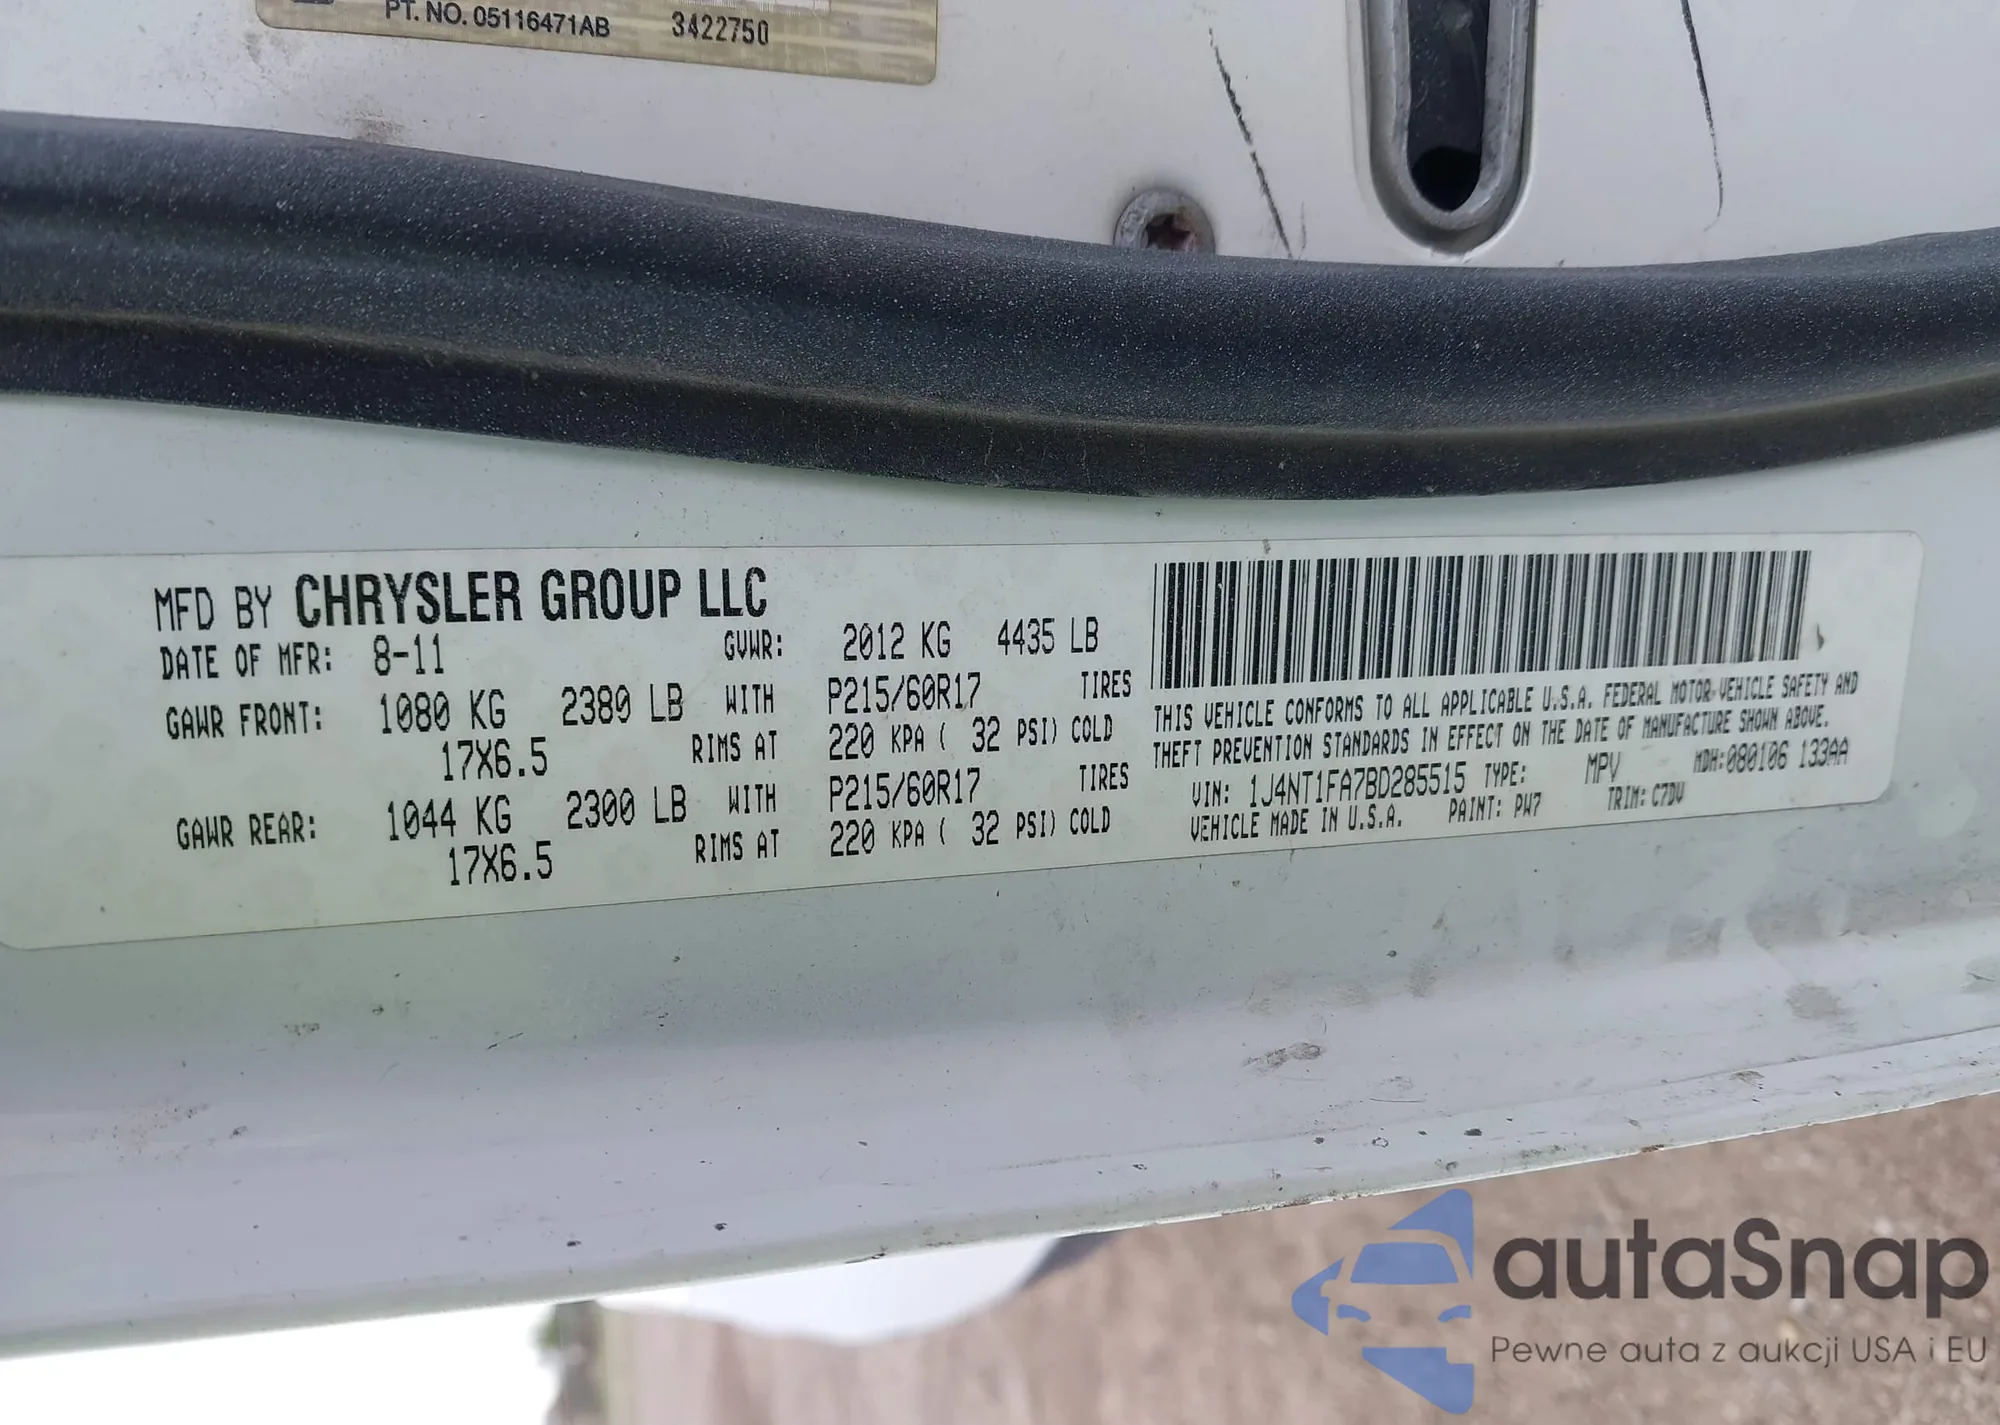 PT. NO. 05116471AB 3422750
MFD BY CHRYSLER GROUP LLC
DATE OF MFR: 8-11 GVWR: 2012 KG 4435 LB
GAWR FRONT: 1080 KG 2380 LB WITH P215/60R17 TIRES
17X6.5 RIMS AT 220 KPA ( 32 PSI) COLD
GAWR REAR: 1044 KG 2300 LB WITH P215/60R17 TIRES
17X6.5 RIMS AT 220 KPA ( 32 PSI) COLD
THIS VEHICLE CONFORMS TO ALL APPLICABLE U.S.A. FEDERAL MOTOR VEHICLE SAFETY AND
THEFT PREVENTION STANDARDS IN EFFECT ON THE DATE OF MANUFACTURE SHOWN ABOVE.
VIN: 1J4NT1FA7BD285515 TYPE: MPV MDH:080106 133AA
VEHICLE MADE IN U.S.A. PAINT: PW7 TRIM: C7DV
autaSnap
Pewne auta z aukcji USA i EU